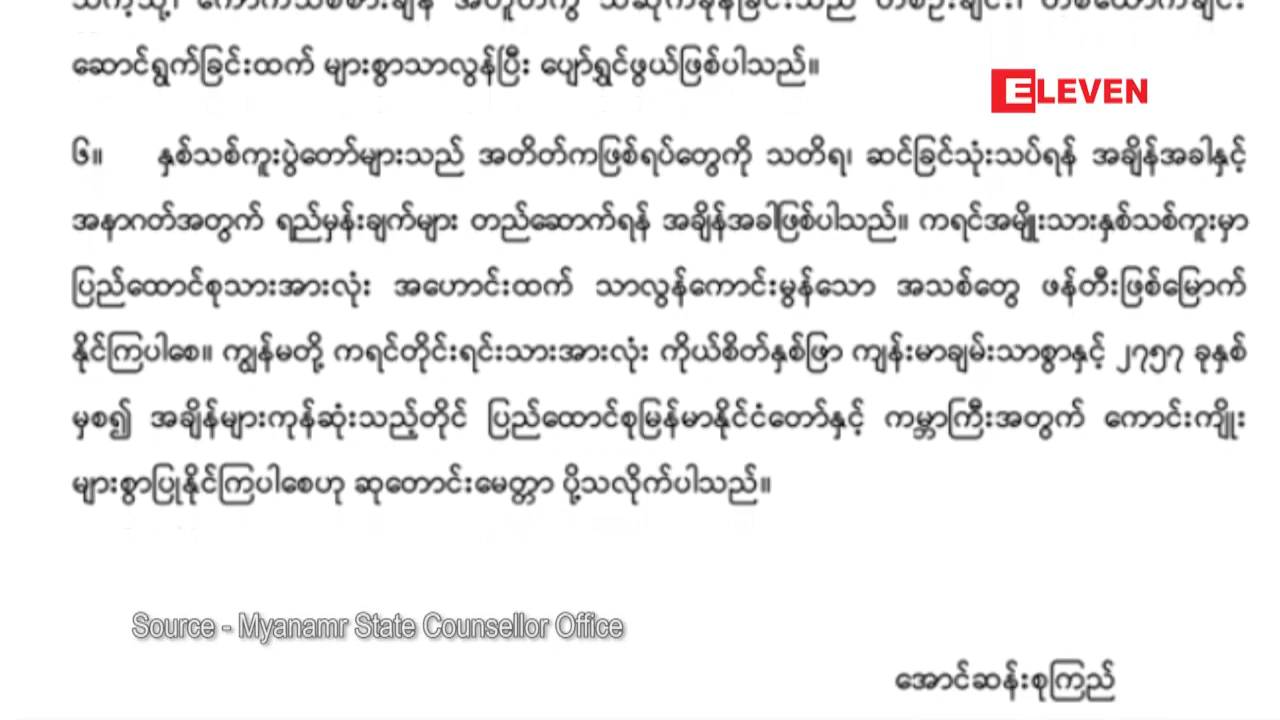 ဆောင်ရွက်ခြင်းထက် များစွာသာလွန်ပြီး ပျော်ရွှင်ဖွယ်ဖြစ်ပါသည်။
ELEVEN
၆။ နှစ်သစ်ကူးပွဲတော်များသည် အတိတ်ကဖြစ်ရပ်တွေကို သတိရ၊ ဆင်ခြင်သုံးသပ်ရန် အချိန်အခါနှင့်
အနာဂတ်အတွက် ရည်မှန်းချက်များ တည်ဆောက်ရန် အချိန်အခါဖြစ်ပါသည်။ ကရင်အမျိုးသားနှစ်သစ်ကူးမှာ
ပြည်ထောင်စုသားအားလုံး အဟောင်းထက် သာလွန်ကောင်းမွန်သော အသစ်တွေ ဖန်တီးဖြစ်မြောက်
နိုင်ကြပါစေ။ ကျွန်မတို့ ကရင်တိုင်းရင်းသားအားလုံး ကိုယ်စိတ်နှစ်ဖြာ ကျန်းမာချမ်းသာစွာနှင့် ၂၇၅၇ ခုနှစ်
မှစ၍ အချိန်များကုန်ဆုံးသည့်တိုင် ပြည်ထောင်စုမြန်မာနိုင်ငံတော်နှင့် ကမ္ဘာကြီးအတွက် ကောင်းကျိုး
များစွာပြုနိုင်ကြပါစေဟု ဆုတောင်းမေတ္တာ ပို့သလိုက်ပါသည်။
Source - Myanamr State Counsellor Office
အောင်ဆန်းစုကြည်